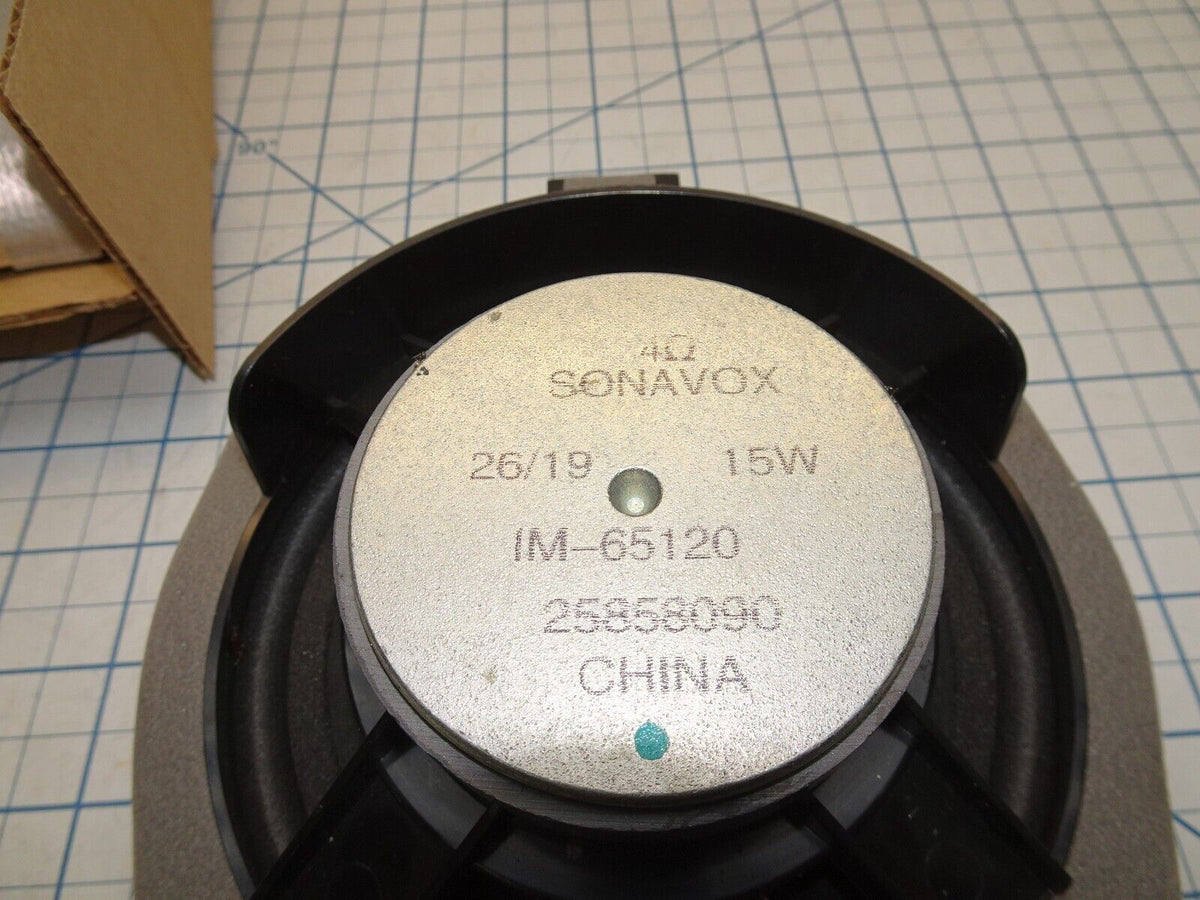 90°
4Ω
SONAVOX
26/19 15W
IM-65120
25858090
CHINA